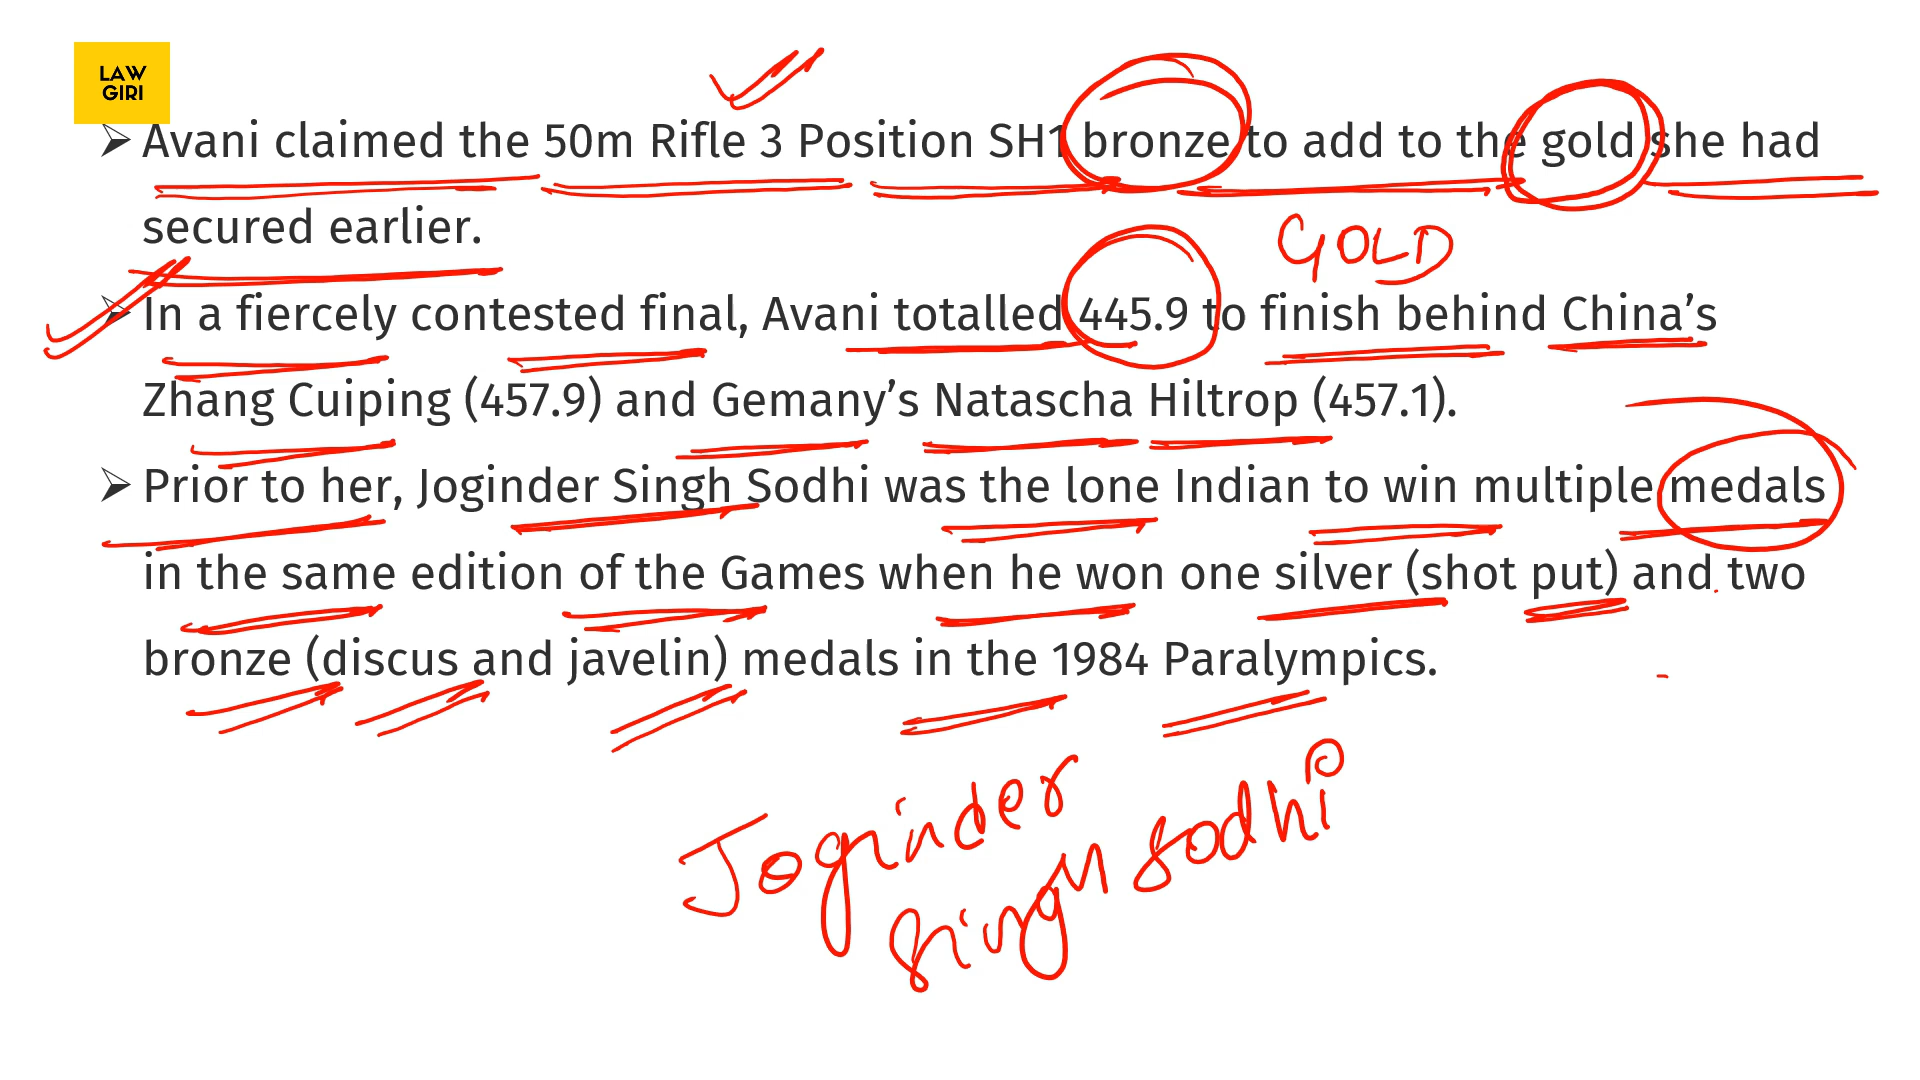 LAW
GIRI
Avani claimed the 50m Rifle 3 Position SH1 bronze to add to the gold she had
secured earlier.
GOLD
In a fiercely contested final, Avani totalled 445.9 to finish behind China's
Zhang Cuiping (457.9) and Gemany's Natascha Hiltrop (457.1).
Prior to her, Joginder Singh Sodhi was the lone Indian to win multiple medals
in the same edition of the Games when he won one silver (shot put) and two
bronze (discus and javelin) medals in the 1984 Paralympics.
Joginder
Singh Sodhi